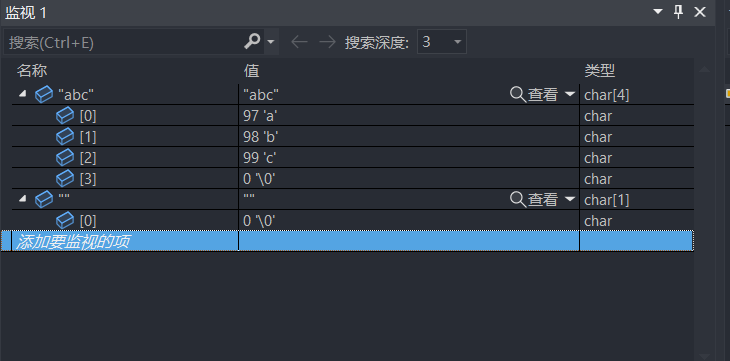 监视 1
搜索(Ctrl+E) 搜索深度: 3
名称 值 类型
"abc" "abc" 查看 char[4]
[0] 97 'a' char
[1] 98 'b' char
[2] 99 'c' char
[3] 0 '\0' char
"" "" 查看 char[1]
[0] 0 '\0' char
添加要监视的项